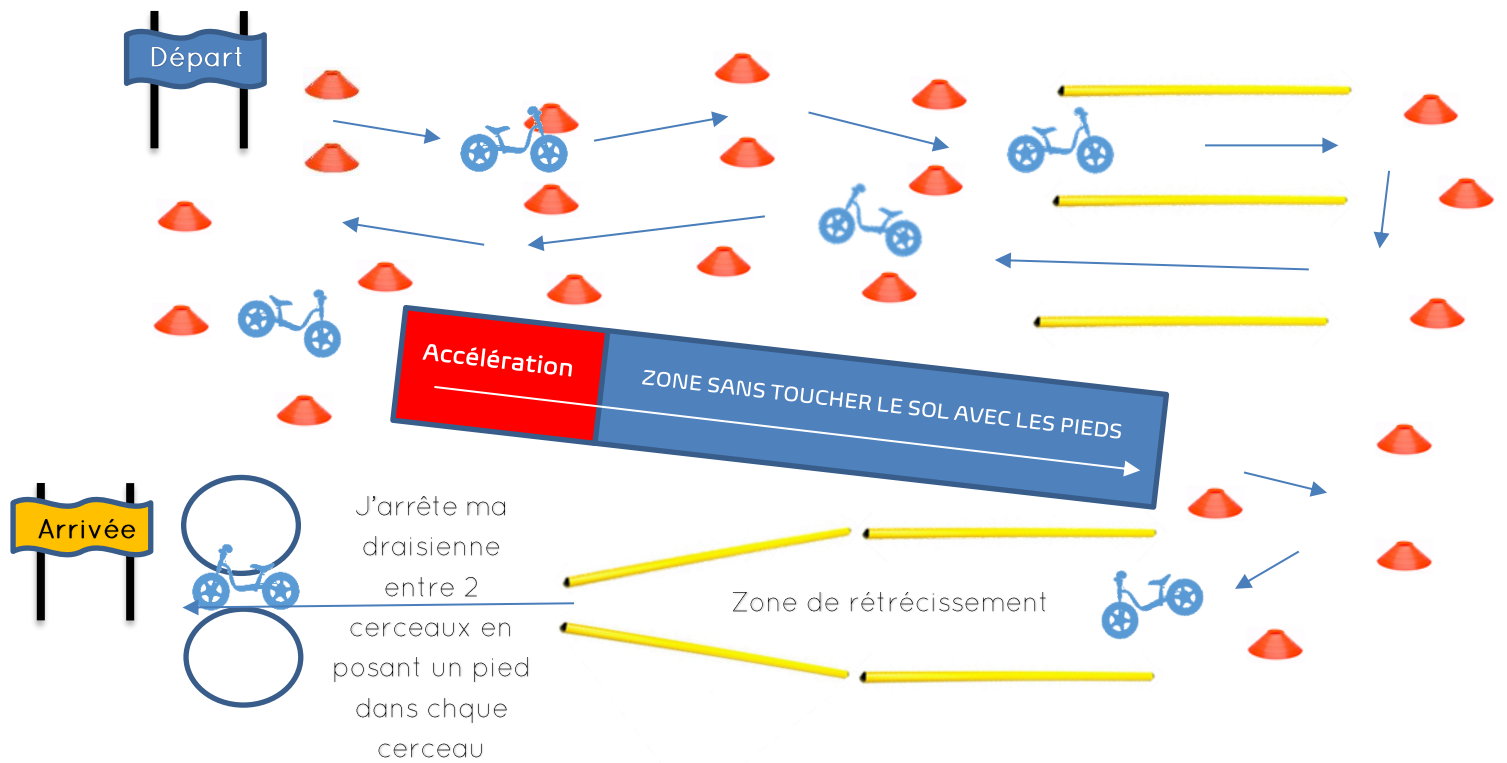 Départ
Accélération
ZONE SANS TOUCHER LE SOL AVEC LES PIEDS
Arrivée
J'arrête ma
draisienne
entre 2
cerceaux en
posant un pied
dans chque
cerceau
Zone de rétrécissement